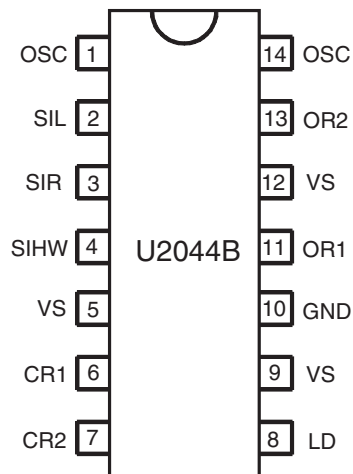 OSC 1 14 OSC
SIL 2 13 OR2
SIR 3 12 VS
SIHW 4 U2044B 11 OR1
VS 5 10 GND
CR1 6 9 VS
CR2 7 8 LD